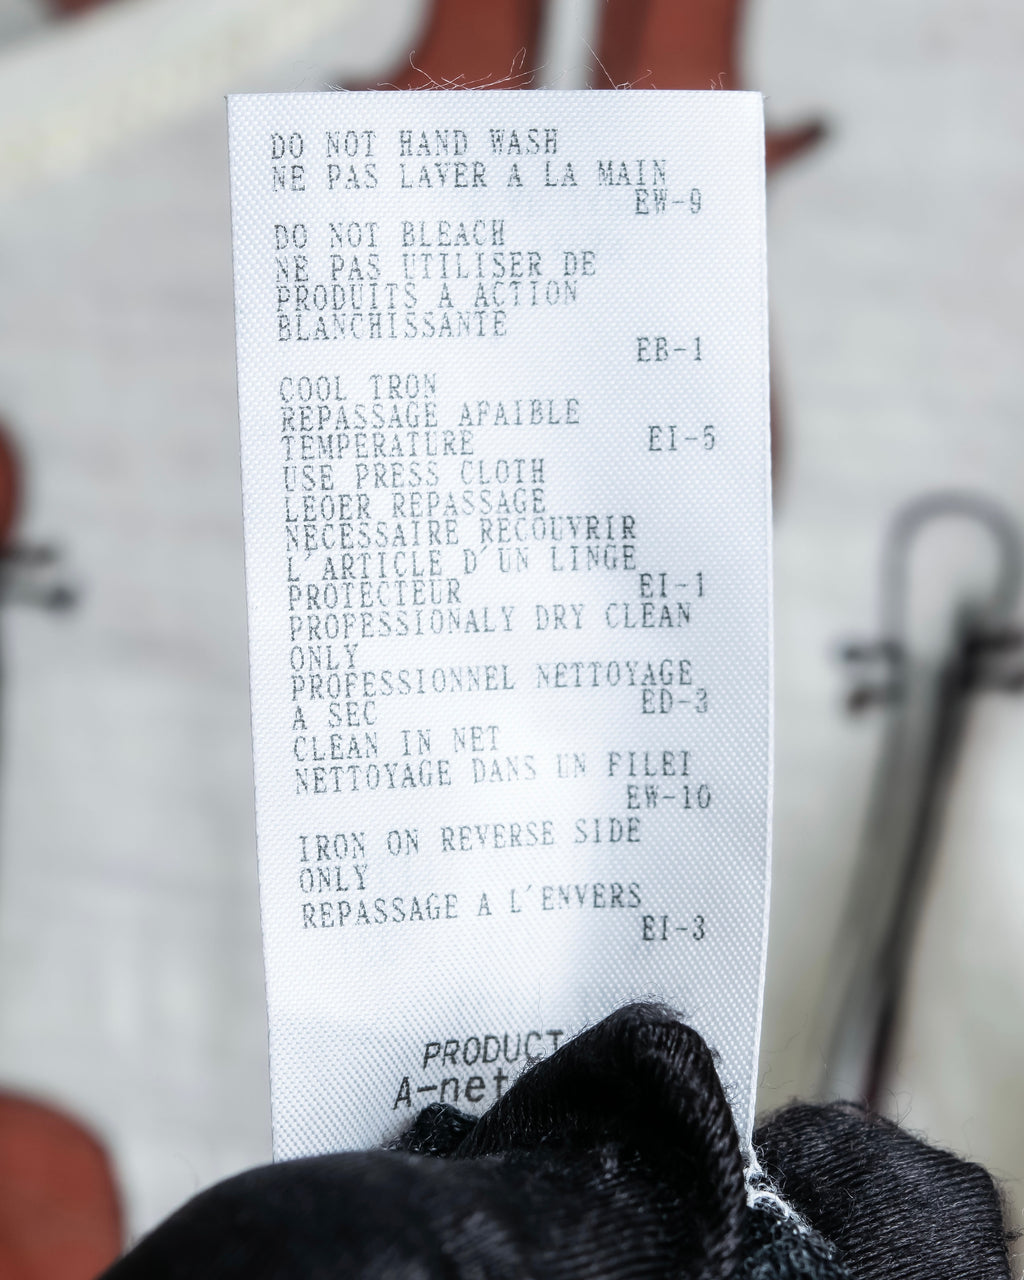 DO NOT HAND WASH
NE PAS LAVER A LA MAIN
EW-9
DO NOT BLEACH
NE PAS UTILISER DE
PRODUITS A ACTION
BLANCHISSANTE
EB-1
COOL TRON
REPASSAGE AFAIBLE
TEMPERATURE EI-5
USE PRESS CLOTH
LEOER REPASSAGE
NECESSAIRE RECOUVRIR
L'ARTICLE D'UN LINGE
PROTECTEUR EI-1
PROFESSIONALY DRY CLEAN
ONLY
PROFESSIONNEL NETTOYAGE
A SEC ED-3
CLEAN IN NET
NETTOYAGE DANS UN FILEI
EW-10
IRON ON REVERSE SIDE
ONLY
REPASSAGE A L'ENVERS
EI-3
PRODUCT
A-net